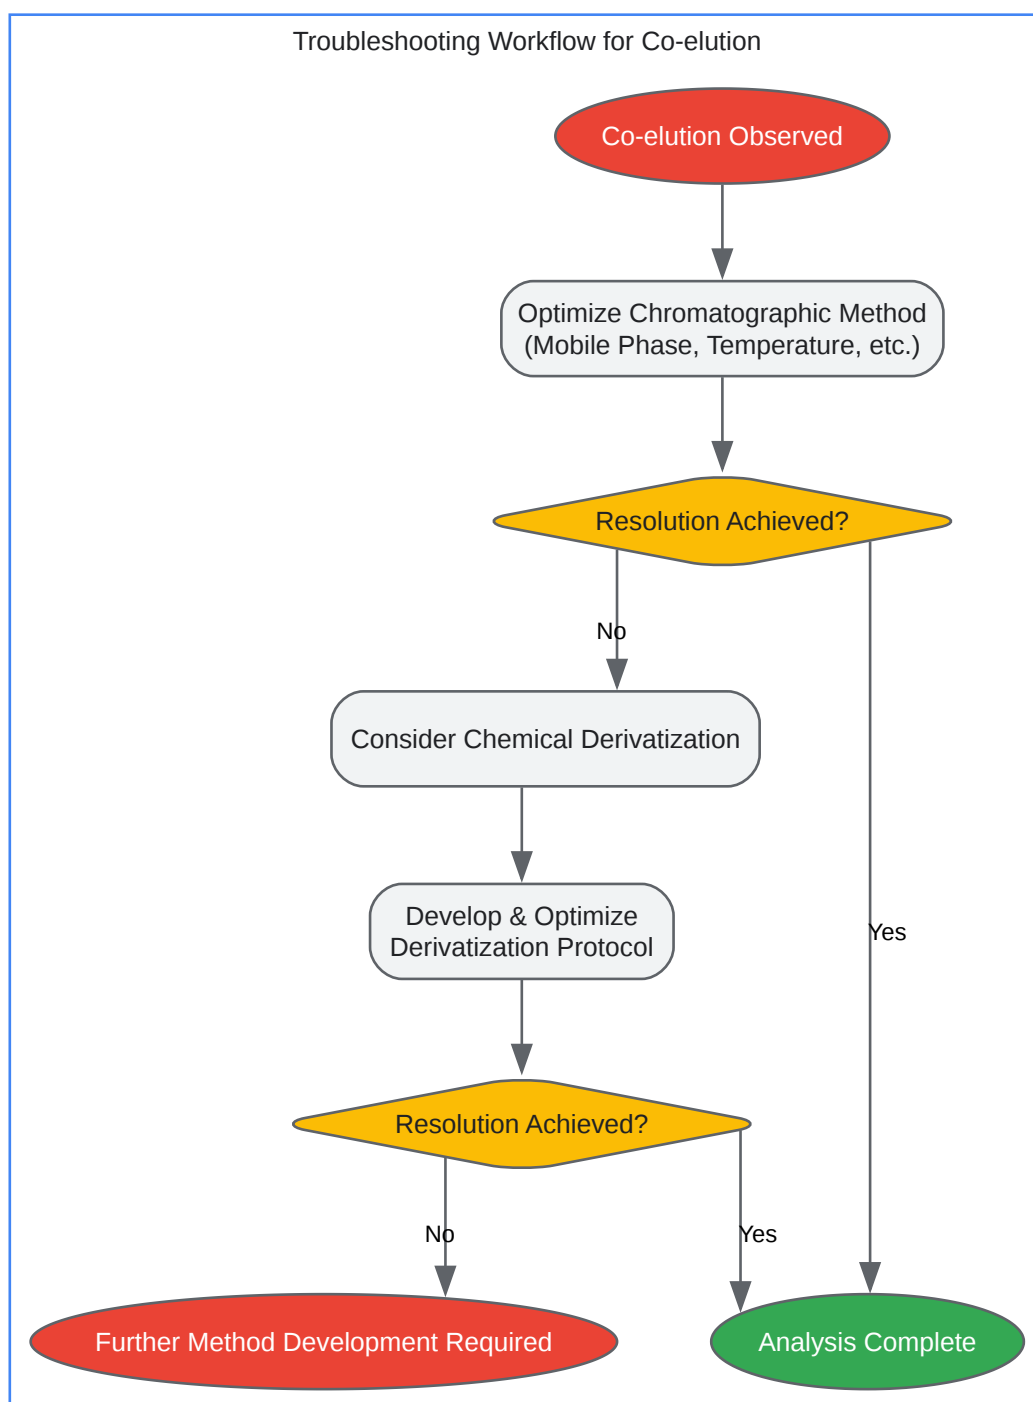 Troubleshooting Workflow for Co-elution
Co-elution Observed
Optimize Chromatographic Method
(Mobile Phase, Temperature, etc.)
Resolution Achieved?
No
Consider Chemical Derivatization
Develop & Optimize
Derivatization Protocol
Yes
Resolution Achieved?
No
Yes
Further Method Development Required
Analysis Complete